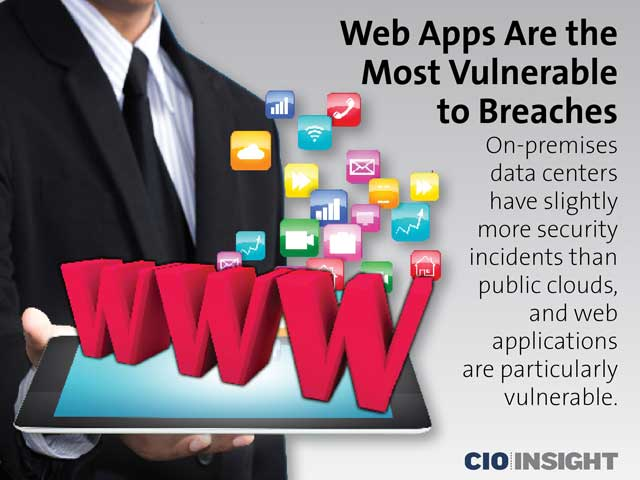 Web Apps Are the
Most Vulnerable
to Breaches
On-premises
data centers
have slightly
more security
incidents than
public clouds,
and web
applications
are particularly
vulnerable.
WWW
CIO INSIGHT